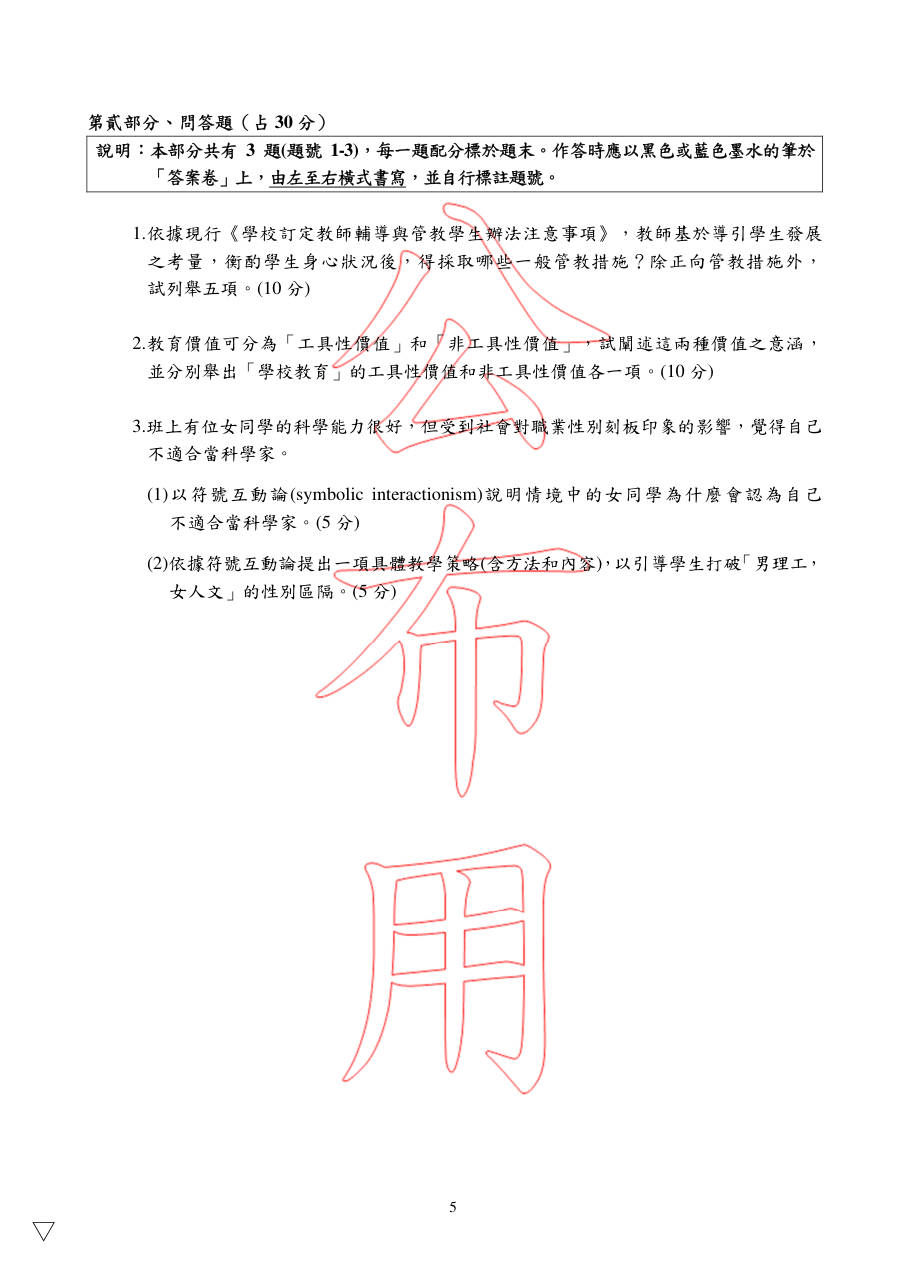 第貳部分、問答題（占 30 分）
說明：本部分共有 3 題(題號 1-3)，每一題配分標於題末。作答時應以黑色或藍色墨水的筆於
「答案卷」上，由左至右橫式書寫，並自行標註題號。
1.依據現行《學校訂定教師輔導與管教學生辦法注意事項》，教師基於導引學生發展
之考量，衡酌學生身心狀況後，得採取哪些一般管教措施？除正向管教措施外，
試列舉五項。(10 分)
2.教育價值可分為「工具性價值」和「非工具性價值」，試闡述這兩種價值之意涵，
並分別舉出「學校教育」的工具性價值和非工具性價值各一項。(10 分)
3.班上有位女同學的科學能力很好，但受到社會對職業性別刻板印象的影響，覺得自己
不適合當科學家。
(1)以符號互動論(symbolic interactionism)說明情境中的女同學為什麼會認為自己
不適合當科學家。(5 分)
(2)依據符號互動論提出一項具體教學策略(含方法和內容)，以引導學生打破「男理工，
女人文」的性別區隔。(5 分)
公
布
用
5